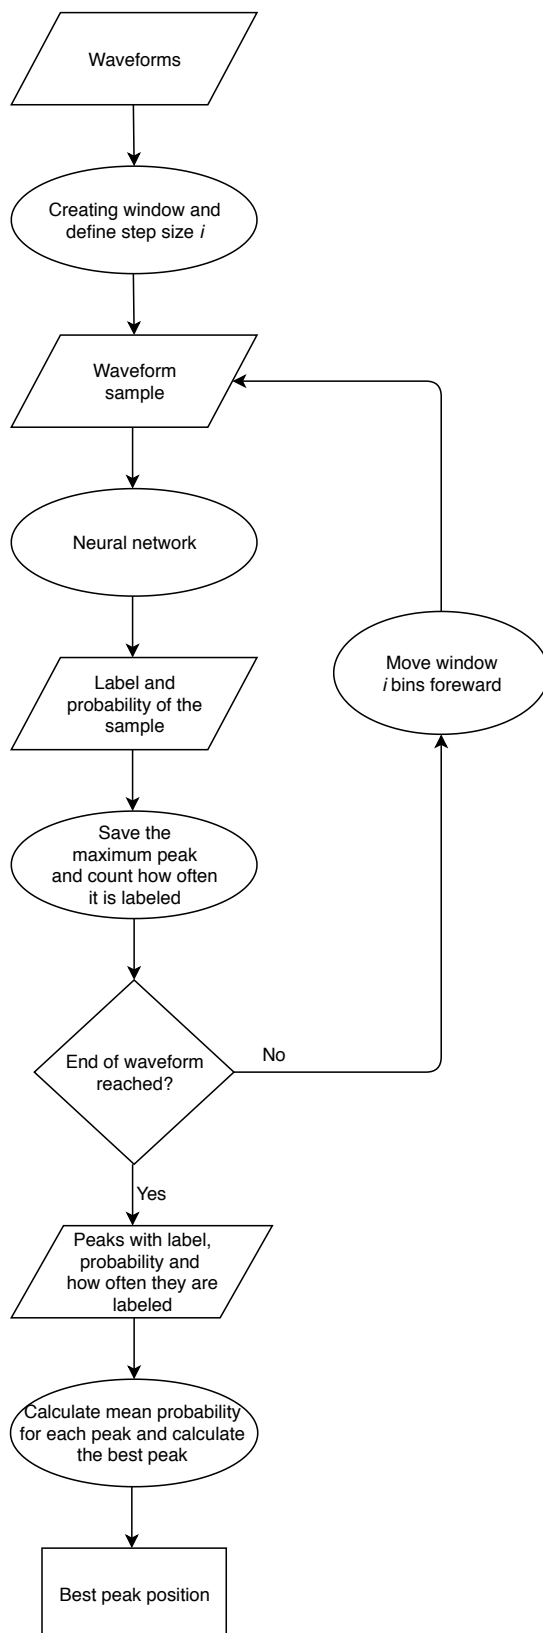 Waveforms
Creating window and
define step size i
Waveform
sample
Neural network
Label and
probability of the
sample
Move window
i bins foreward
Save the
maximum peak
and count how often
it is labeled
End of waveform
reached?
No
Yes
Peaks with label,
probability and
how often they are
labeled
Calculate mean probability
for each peak and calculate
the best peak
Best peak position